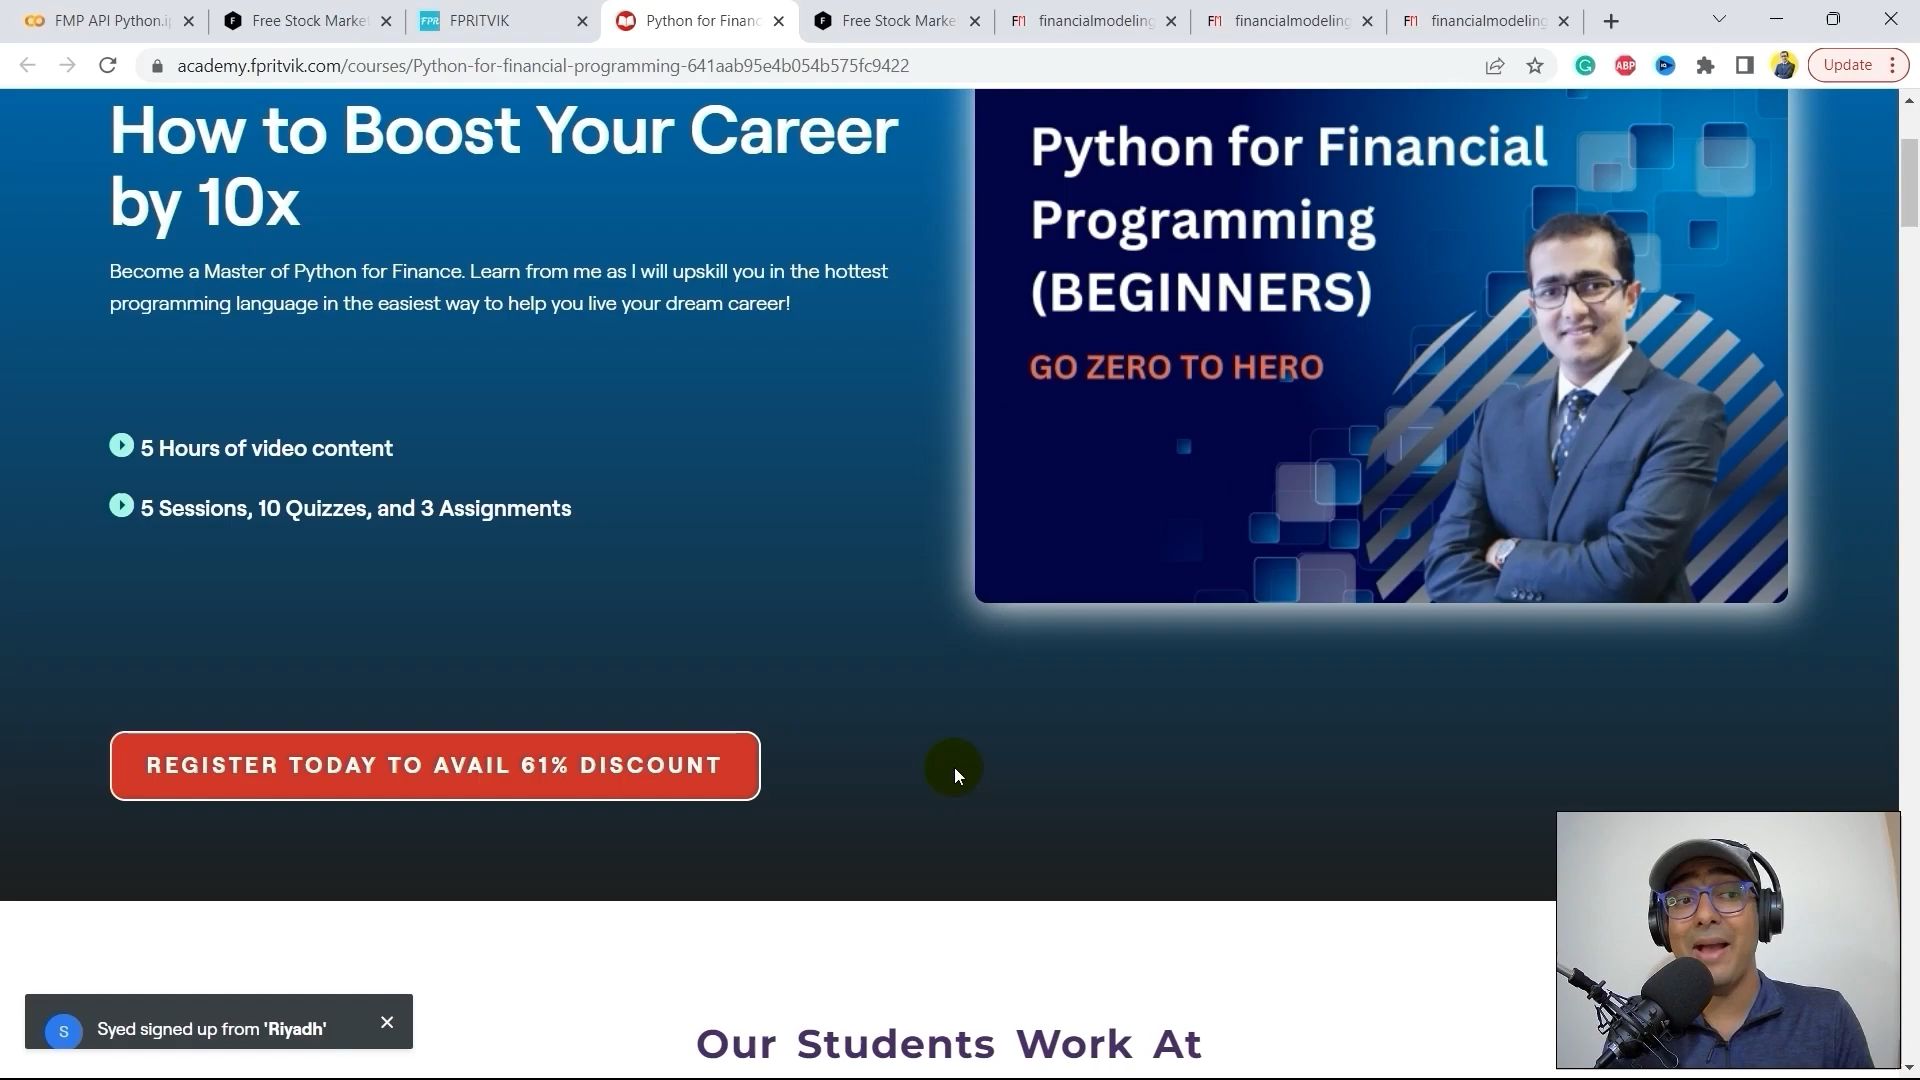 FMP API Python.i
Free Stock Marke
FPR FPRITVIK
Python for Financ
F Free Stock Marke
FM financialmodeling
FM financialmodeling
FM financialmodeling
academy.fpritvik.com/courses/Python-for-financial-programming-641aab95e4b054b575fc9422
ABP
Update
How to Boost Your Career
by 10x
Become a Master of Python for Finance. Learn from me as I will upskill you in the hottest
programming language in the easiest way to help you live your dream career!
5 Hours of video content
5 Sessions, 10 Quizzes, and 3 Assignments
REGISTER TODAY TO AVAIL 61% DISCOUNT
Python for Financial
Programming
(BEGINNERS)
GO ZERO TO HERO
S Syed signed up from 'Riyadh'
Our Students Work At